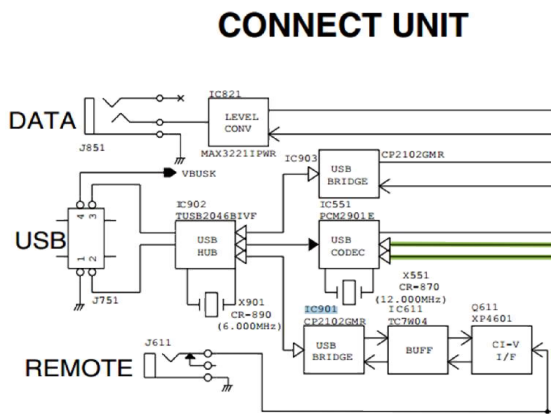 CONNECT UNIT
IC821
LEVEL
CONV
DATA
J851
MAX3221IPWR
IC903
CP2102GMR
USB
BRIDGE
VBUSK
IC902
TUSB2046BIVF
IC551
PCM2901E
4 3
USB
USB
HUB
USB
CODEC
1 2
J751
X901
CR-890
(6.000MHz)
X551
CR-870
(12.000MHz)
IC901
CP2102GMR
IC611
TC7W04
Q611
XP4601
J611
REMOTE
USB
BRIDGE
BUFF
CI-V
I/F